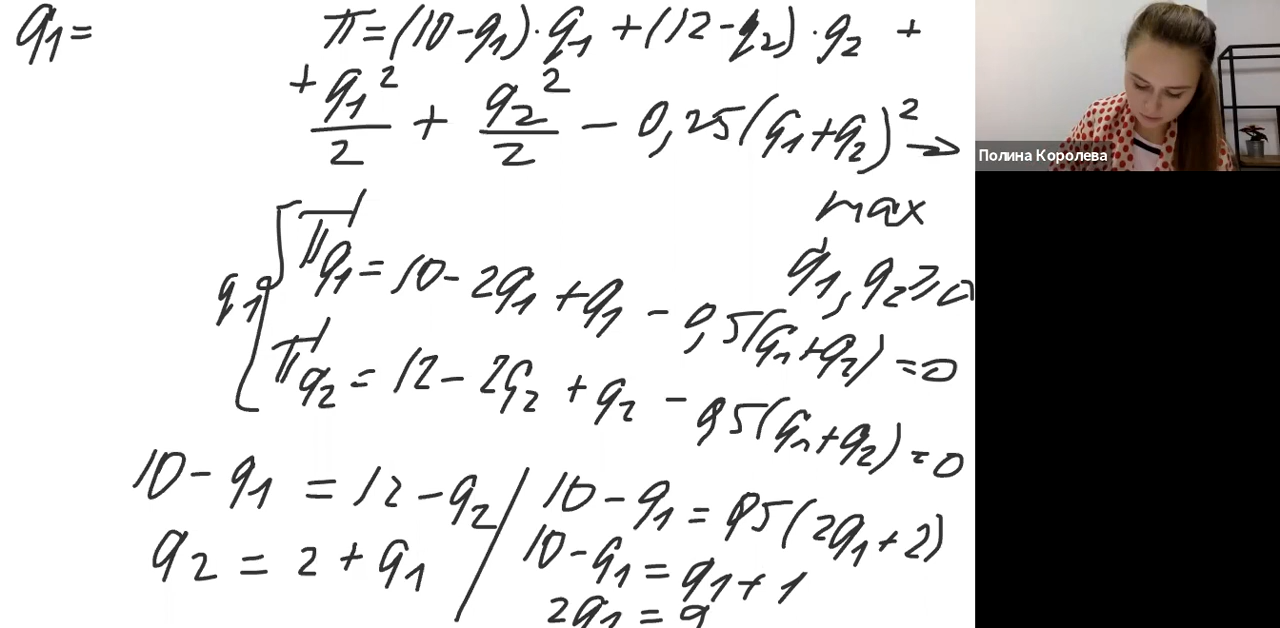 q₁ =
π = (10 - q₁) · q₁ + (12 - q₂) · q₂ +
+ q₁²/2 + q₂²/2 - 0,25(q₁ + q₂)² →
max
q₁, q₂ ≥ 0
q₁
π'q₁ = 10 - 2q₁ + q₁ - 0,5(q₁ + q₂) = 0
π'q₂ = 12 - 2q₂ + q₂ - 0,5(q₁ + q₂) = 0
10 - q₁ = 12 - q₂
q₂ = 2 + q₁
10 - q₁ = 0,5(2q₁ + 2)
10 - q₁ = q₁ + 1
2q₁ = 9
Полина Королева